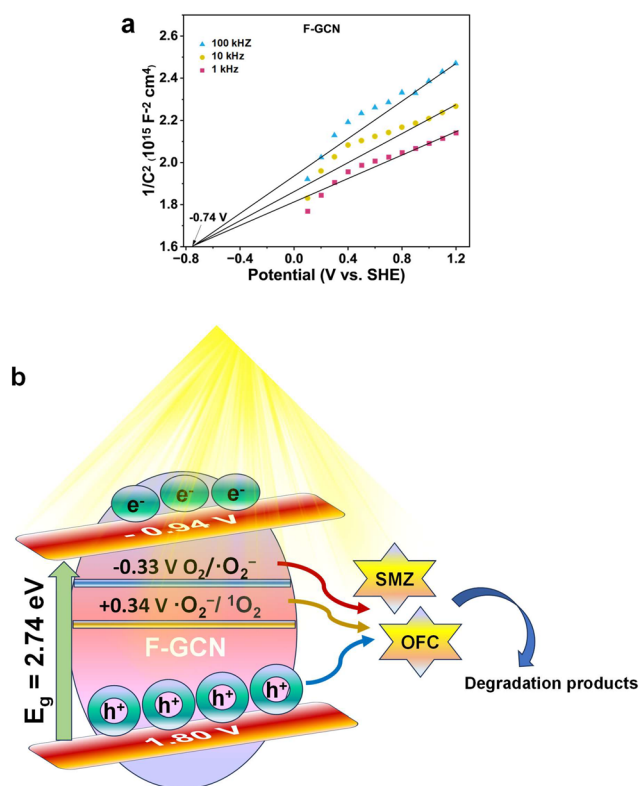 a
F-GCN
100 kHZ
10 kHz
1 kHz
1/C² (10¹⁵ F⁻² cm⁴)
2.6
2.4
2.2
2.0
1.8
1.6
-0.74 V
−0.8 −0.4 0.0 0.4 0.8 1.2
Potential (V vs. SHE)
b
e⁻ e⁻ e⁻
- 0.94 V
-0.33 V O₂/·O₂⁻
+0.34 V ·O₂⁻/ ¹O₂
F-GCN
E_g = 2.74 eV
h⁺ h⁺ h⁺ h⁺
1.80 V
SMZ
OFC
Degradation products